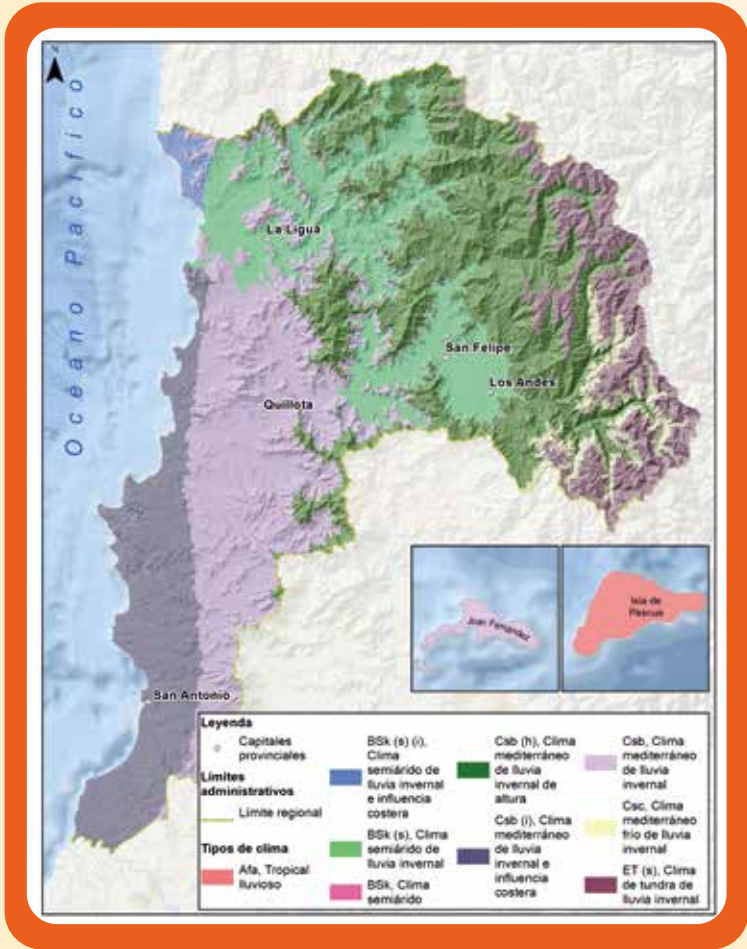 N
Océano Pacífico
La Ligua
San Felipe
Los Andes
Quillota
San Antonio
Juan Fernández
Isla de
Pascua
Leyenda
Capitales
provinciales
Límites
administrativos
Límite regional
Tipos de clima
Afa, Tropical
lluvioso
BSk (s) (i),
Clima
semiárido de
lluvia invernal
e influencia
costera
BSk (s), Clima
semiárido de
lluvia invernal
BSk, Clima
semiárido
Csb (h), Clima
mediterráneo
de lluvia
invernal de
altura
Csb (i), Clima
mediterráneo
de lluvia
invernal e
influencia
costera
Csb, Clima
mediterráneo
de lluvia
invernal
Csc, Clima
mediterráneo
frío de lluvia
invernal
ET (s), Clima
de tundra de
lluvia invernal